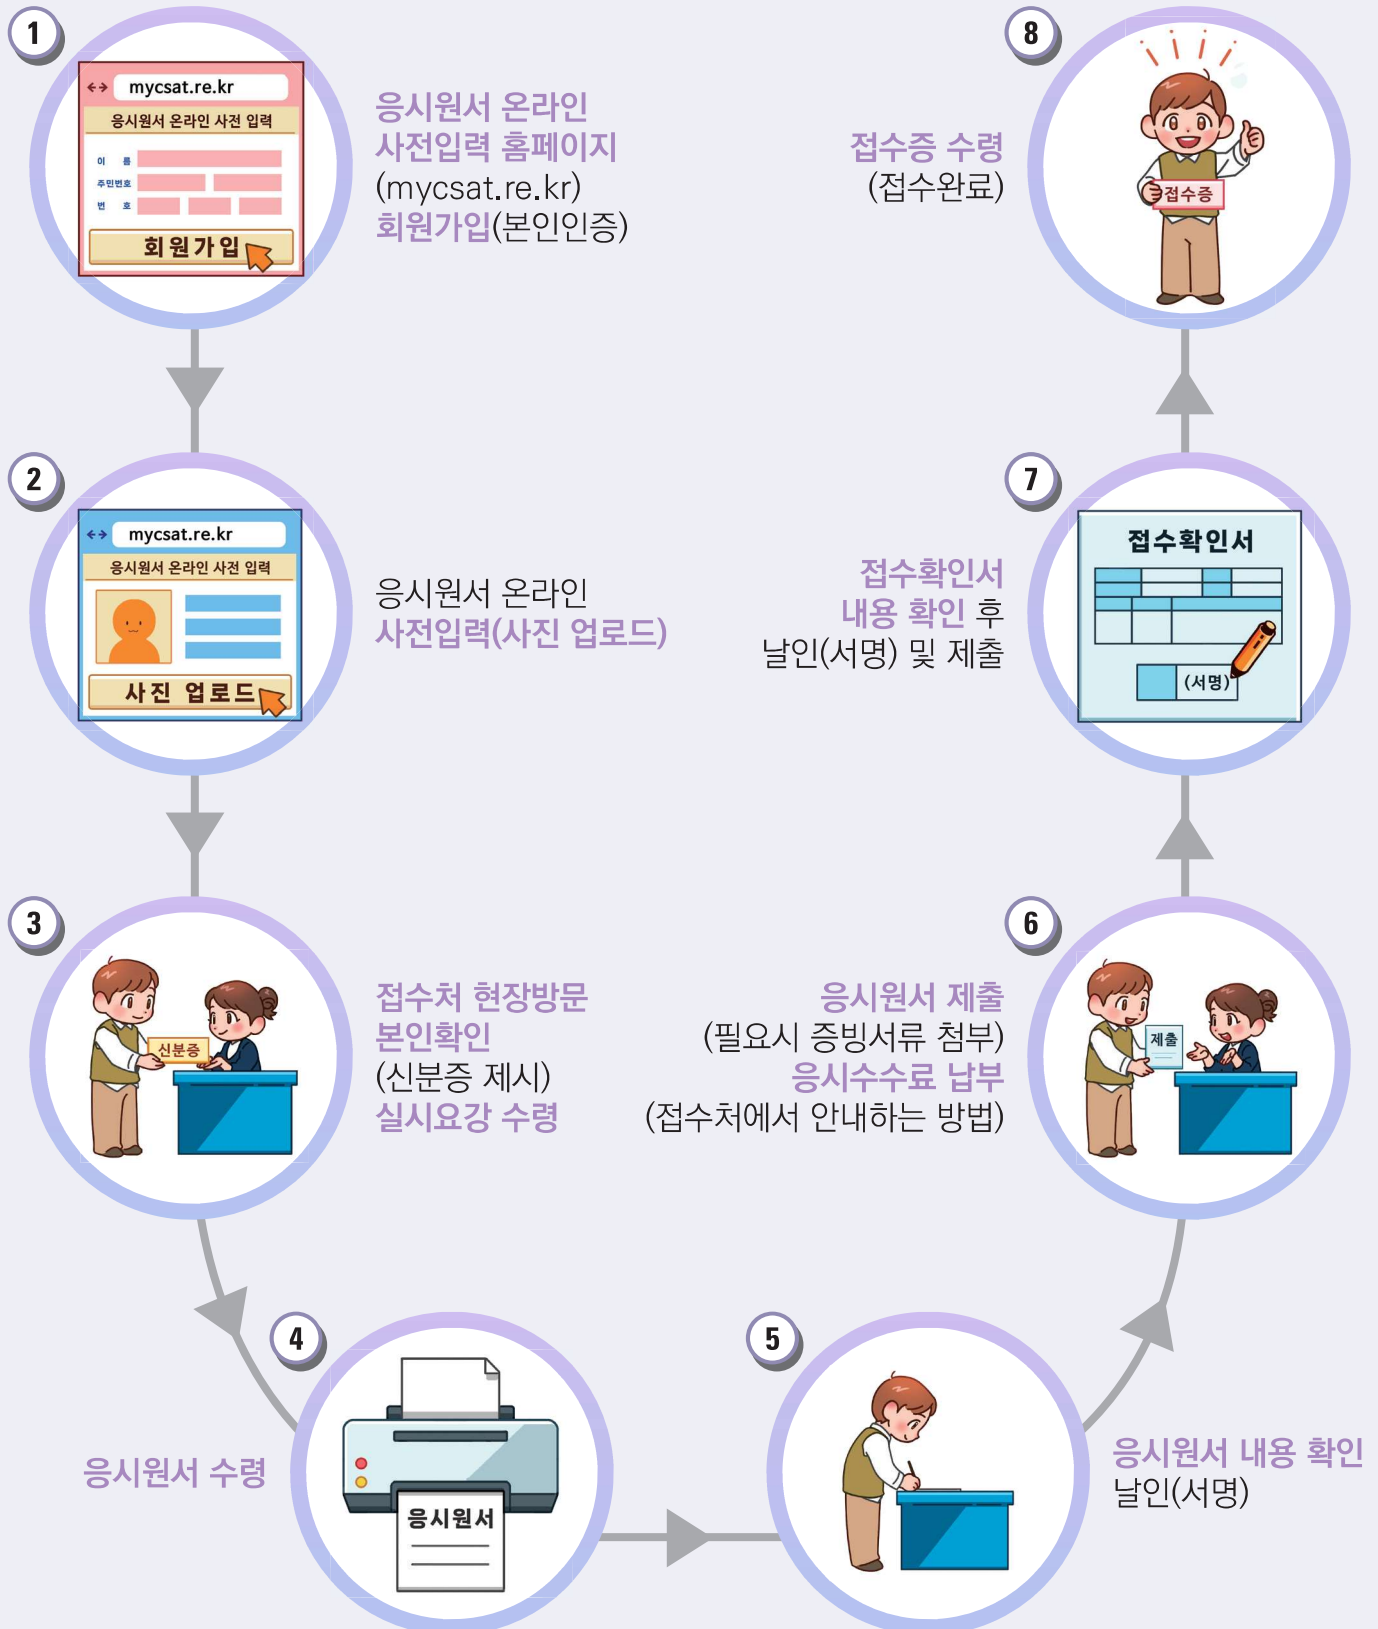 1
mycsat.re.kr
응시원서 온라인 사전 입력
이 름
주민번호
번 호
회원가입
응시원서 온라인
사전입력 홈페이지
(mycsat.re.kr)
회원가입(본인인증)
2
mycsat.re.kr
응시원서 온라인 사전 입력
사진 업로드
응시원서 온라인
사전입력(사진 업로드)
3
신분증
접수처 현장방문
본인확인
(신분증 제시)
실시요강 수령
4
응시원서
응시원서 수령
5
응시원서 내용 확인
날인(서명)
6
제출
응시원서 제출
(필요시 증빙서류 첨부)
응시수수료 납부
(접수처에서 안내하는 방법)
7
접수확인서
(서명)
접수확인서
내용 확인 후
날인(서명) 및 제출
8
접수증
접수증 수령
(접수완료)